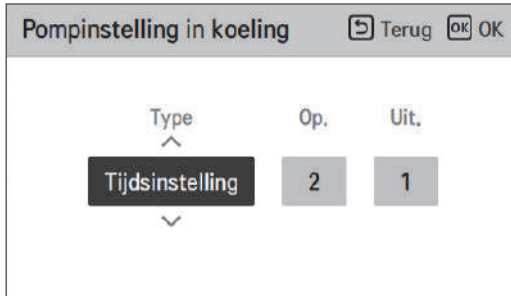 Pompinstelling in koeling Terug OK OK
Type Op. Uit.
Tijdsinstelling 2 1